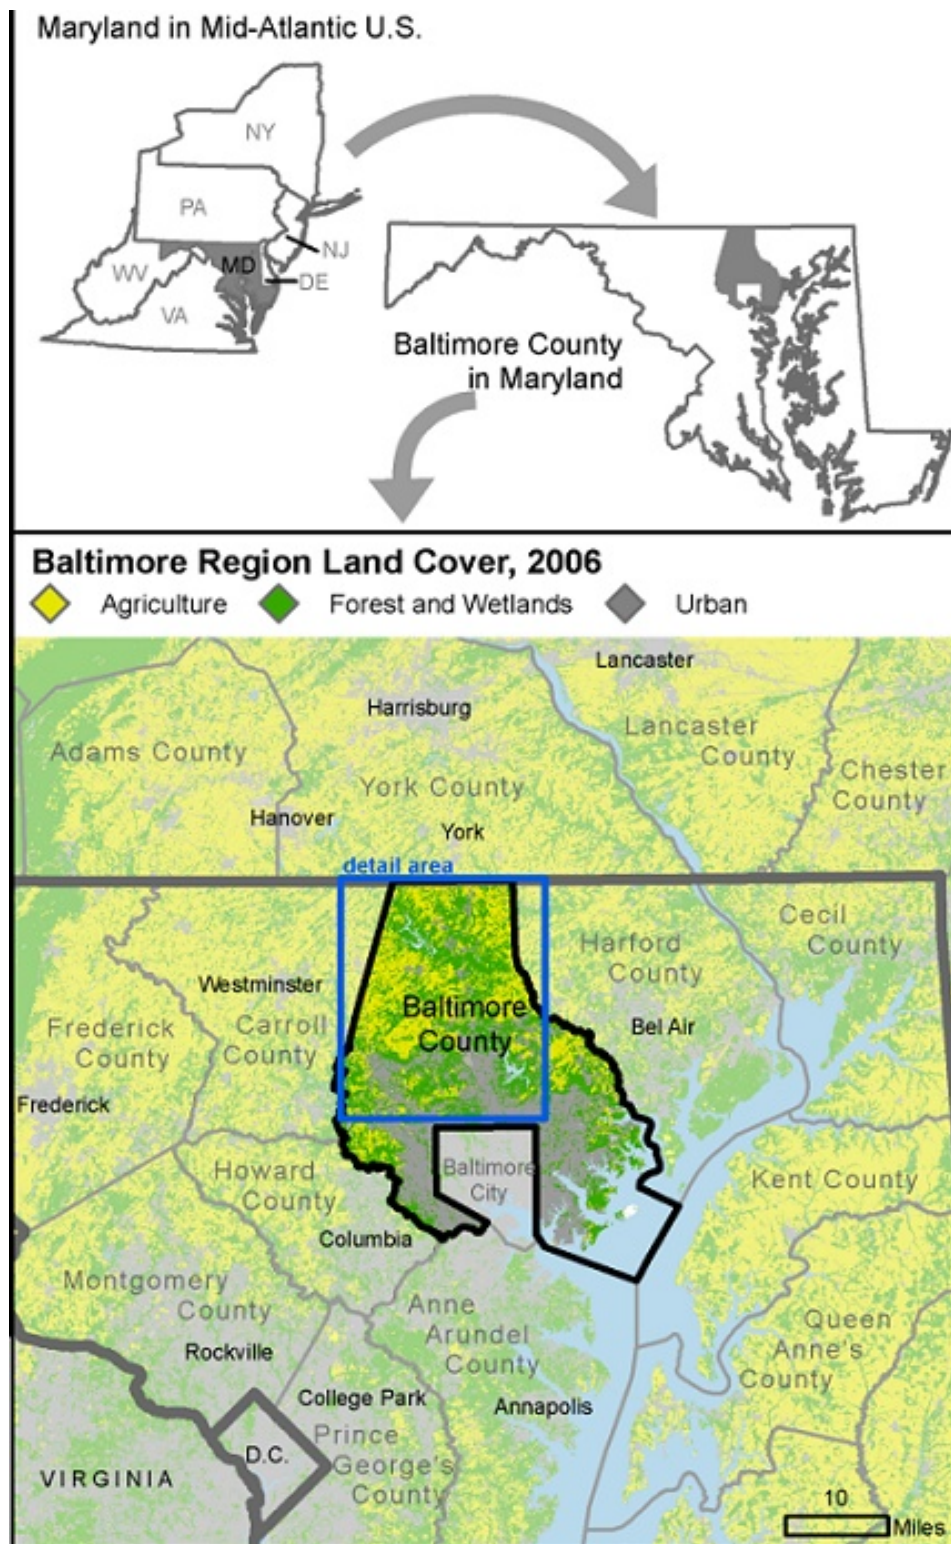 Maryland in Mid-Atlantic U.S.
NY
PA
NJ
WV
MD
DE
VA
Baltimore County
in Maryland
Baltimore Region Land Cover, 2006
Agriculture
Forest and Wetlands
Urban
Lancaster
Harrisburg
Lancaster
County
Adams County
York County
Chester
County
Hanover
York
detail area
Cecil
County
Harford
County
Westminster
Baltimore
County
Frederick
County
Carroll
County
Bel Air
Frederick
Baltimore
City
Howard
County
Kent County
Columbia
Montgomery
County
Anne
Arundel
County
Queen
Anne's
County
Rockville
College Park
Annapolis
Prince
George's
County
D.C.
VIRGINIA
10
Miles